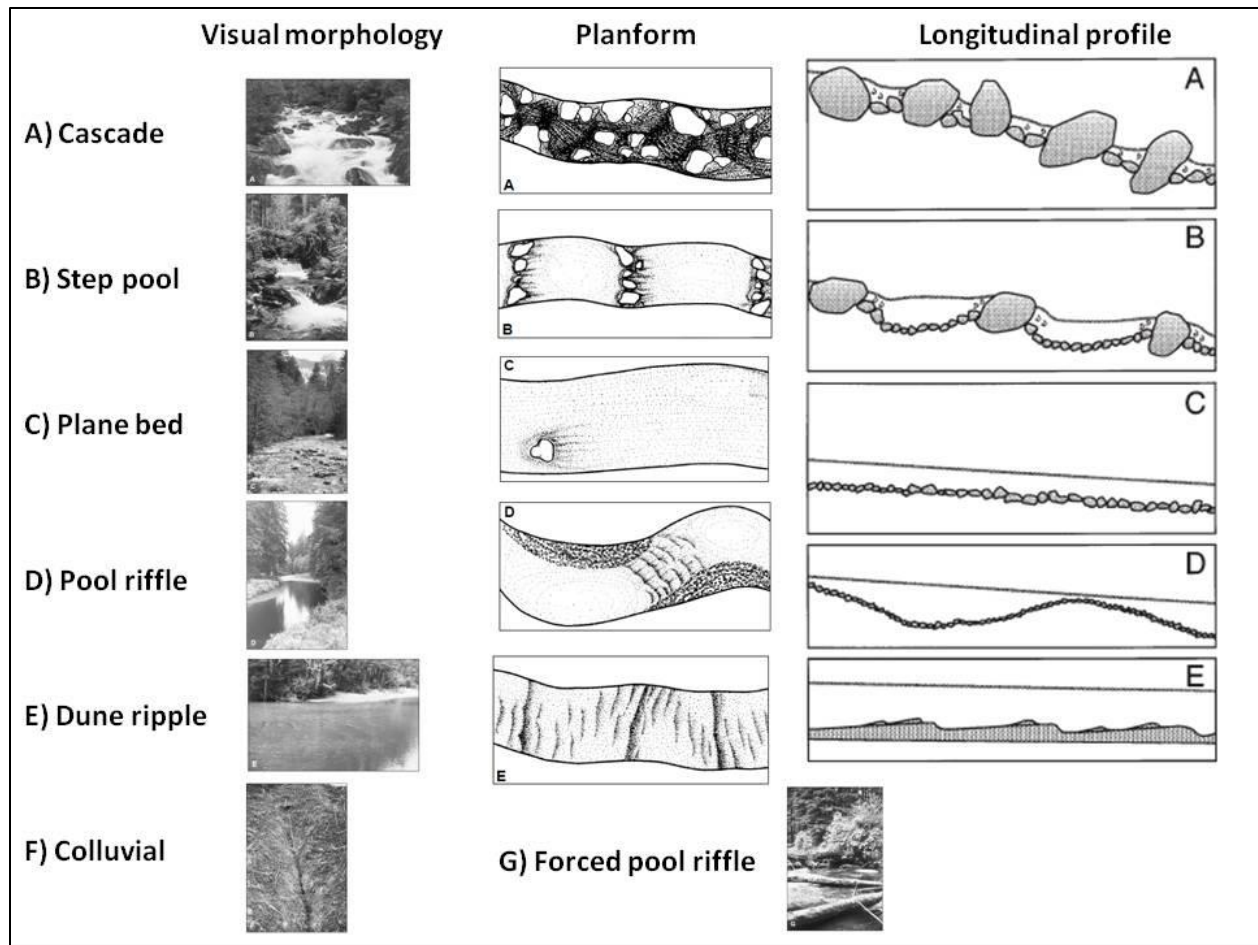 Visual morphology
Planform
Longitudinal profile
A) Cascade
A
A
A
B) Step pool
B
B
B
C) Plane bed
C
C
D) Pool riffle
D
D
D
E) Dune ripple
E
E
E
F) Colluvial
G) Forced pool riffle
G